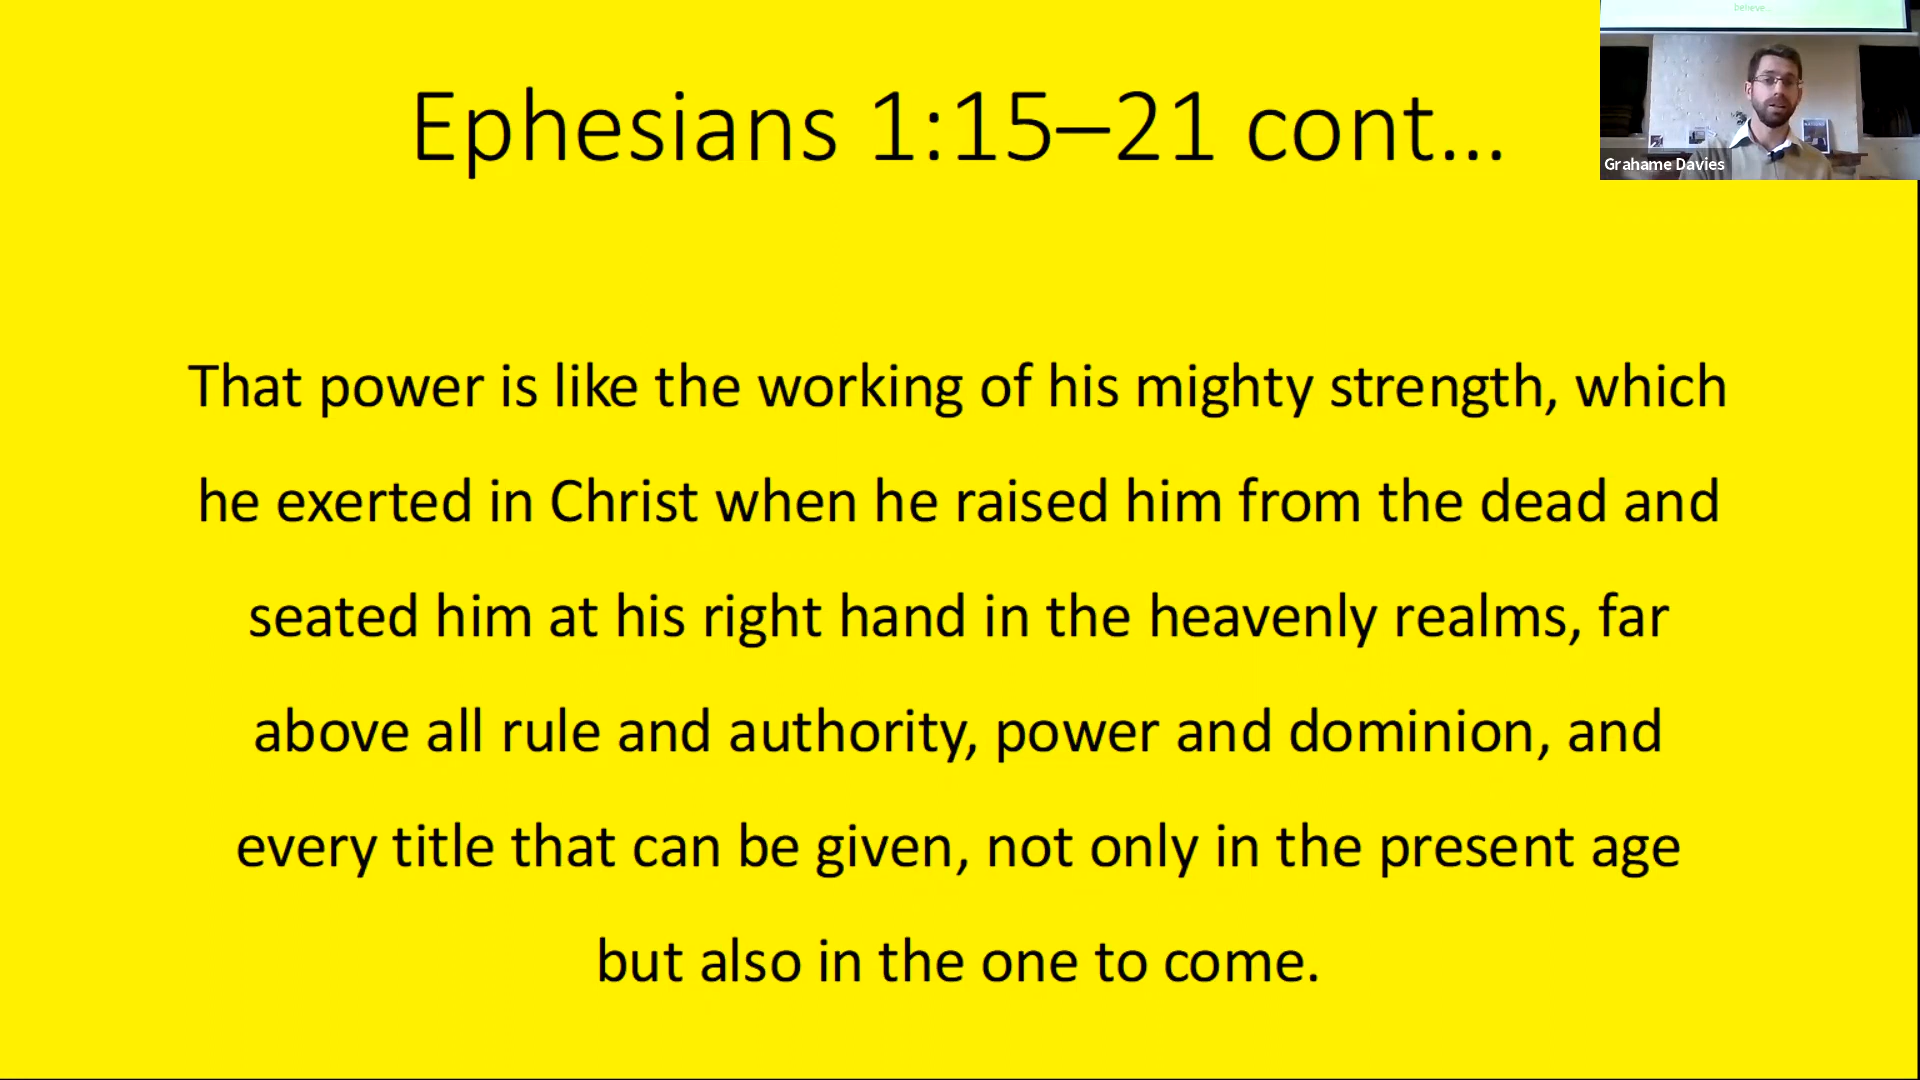 believe...
Ephesians 1:15–21 cont...
Grahame Davies
That power is like the working of his mighty strength, which
he exerted in Christ when he raised him from the dead and
seated him at his right hand in the heavenly realms, far
above all rule and authority, power and dominion, and
every title that can be given, not only in the present age
but also in the one to come.